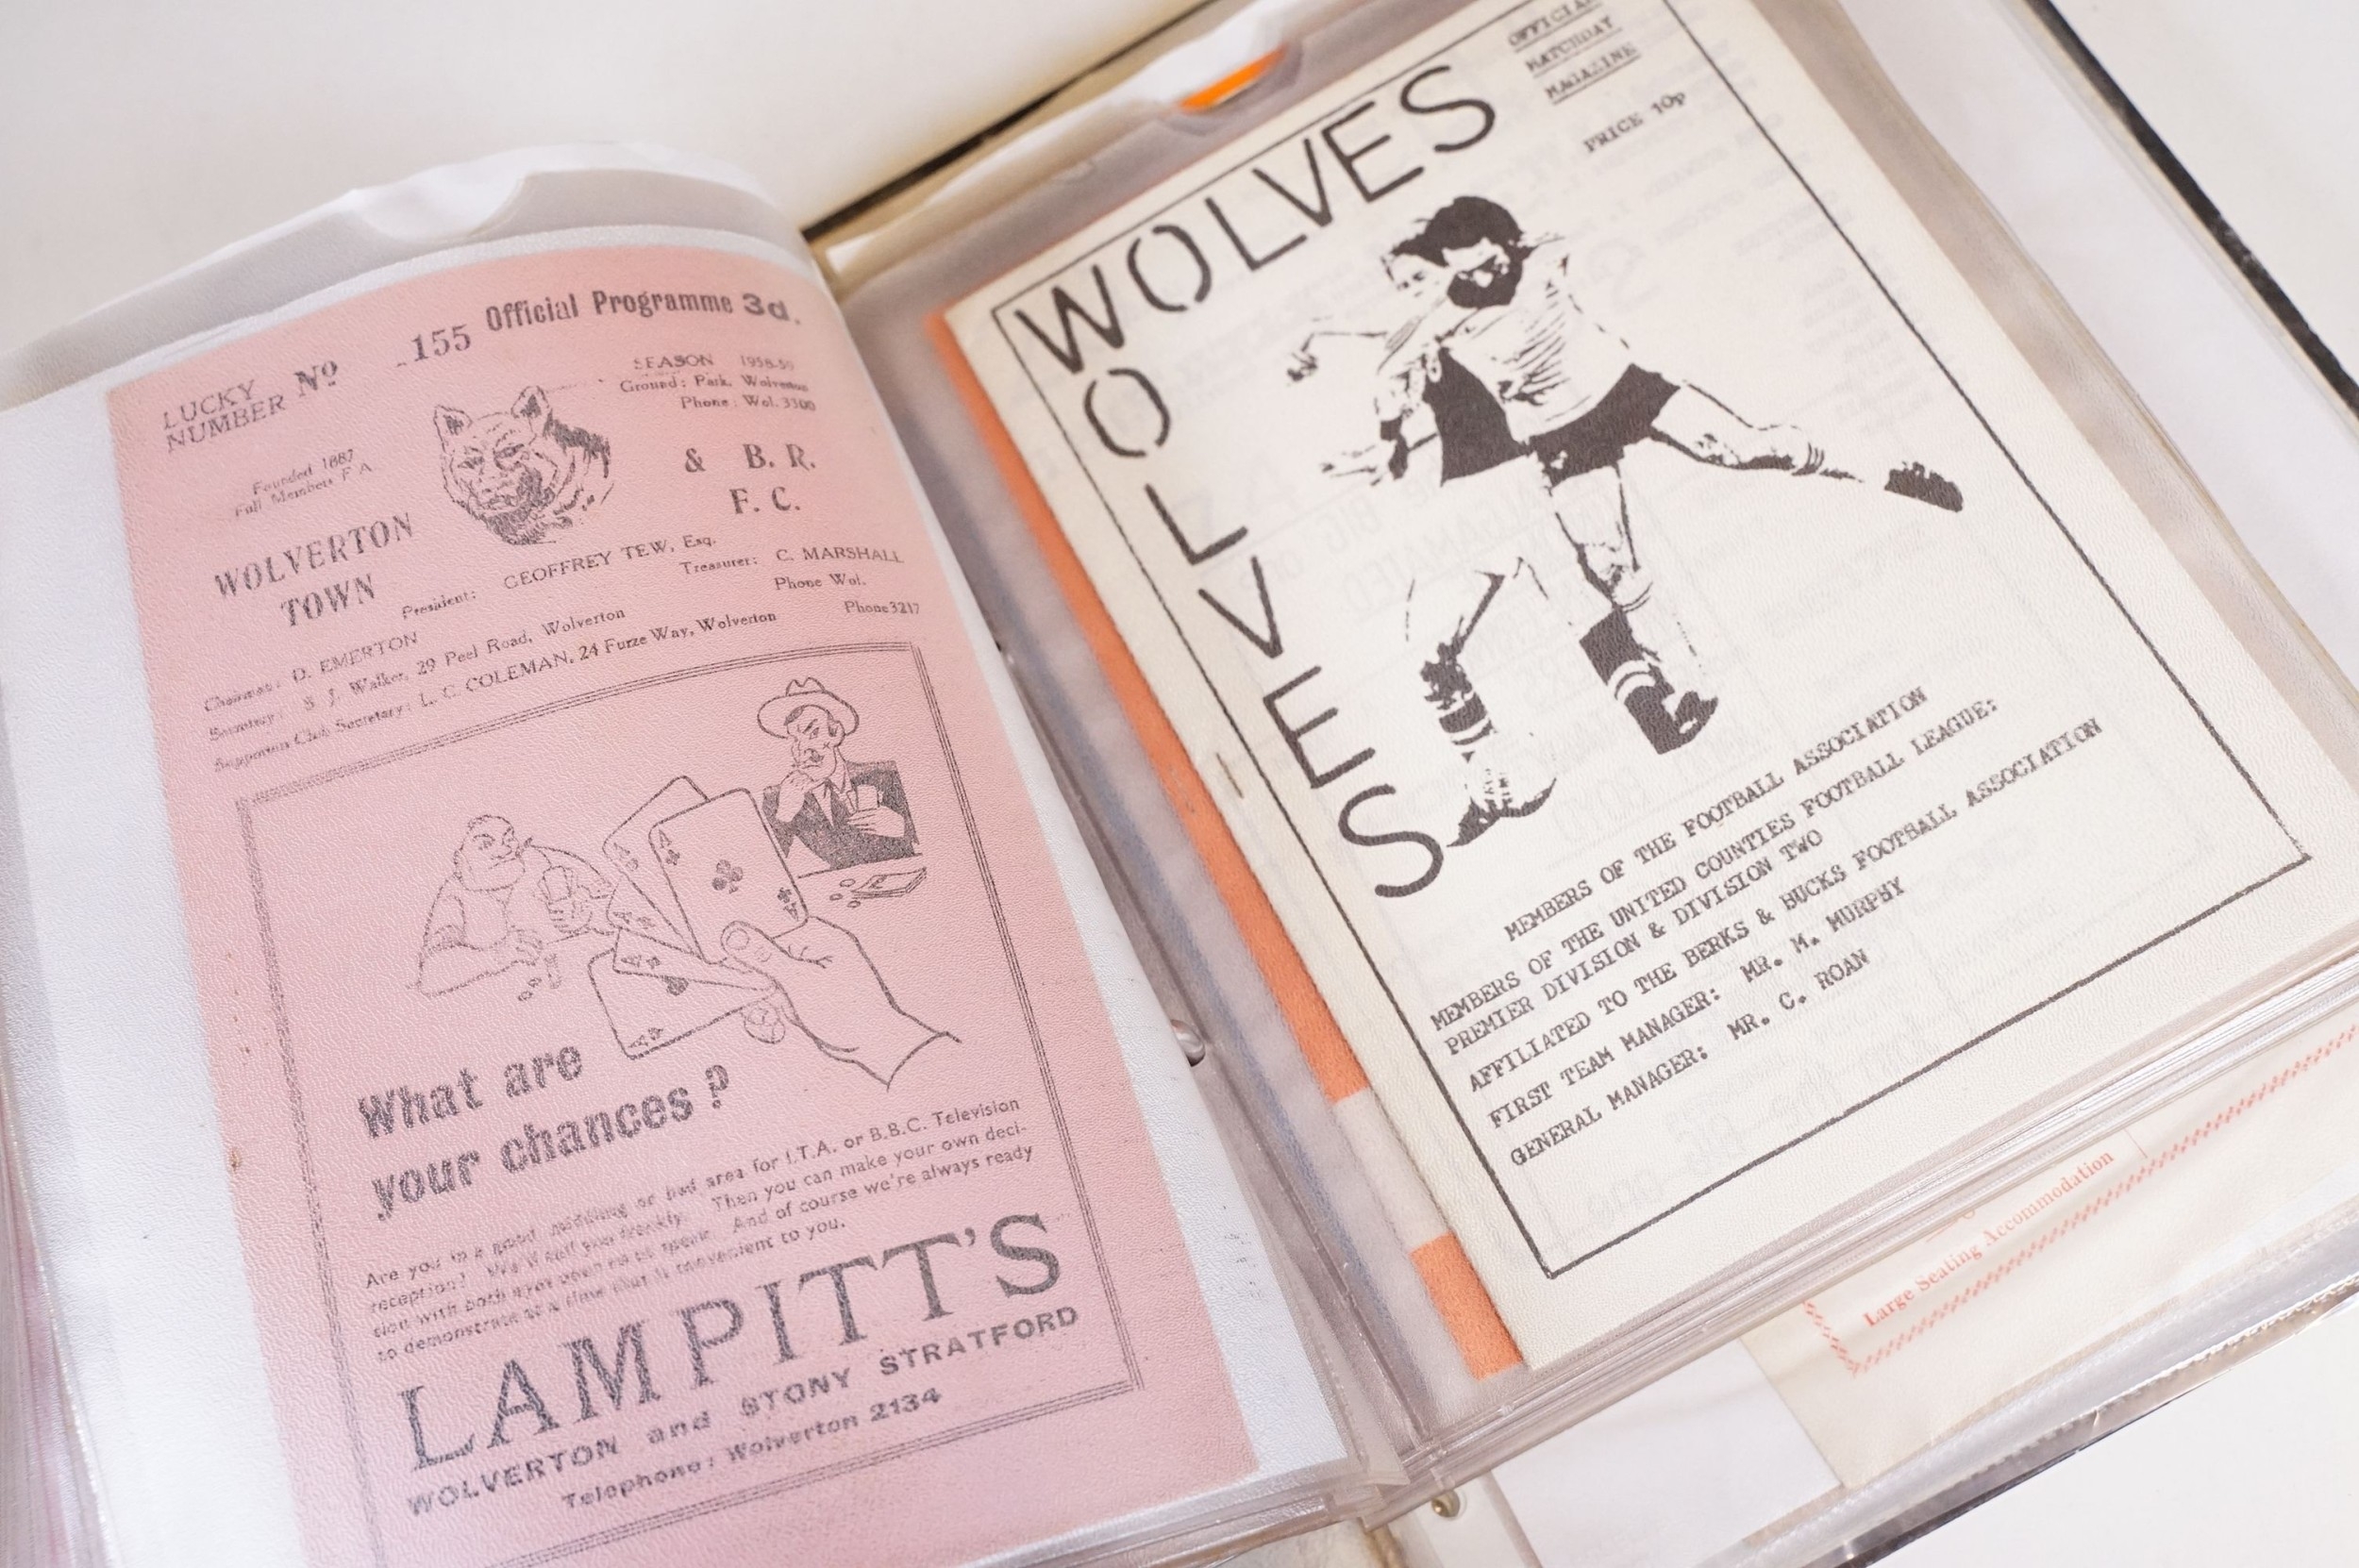 LUCKY
NUMBER No 155 Official Programme 3d.
SEASON 1958-59
Ground: Park, Wolverton
Phone: Wol. 3300
Founded 1887
Full Members F A
WOLVERTON
TOWN
& B. R.
F. C.
President: GEOFFREY TEW, Esq.
Chairman: D. EMERTON
Treasurer: C. MARSHALL
Phone Wol.
Secretary: S J. Walker, 29 Peel Road, Wolverton
Phone 3217
Supporters Club Secretary: L. C. COLEMAN, 24 Furze Way, Wolverton
What are
your chances?
Are you in a good middling or bad area for I.T.A. or B.B.C. Television
reception? We'll tell you frankly. Then you can make your own deci-
sion with both eyes open so to speak. And of course we're always ready
to demonstrate at a time that is convenient to you.
LAMPITT'S
WOLVERTON and STONY STRATFORD
Telephone: Wolverton 2134
OFFICIAL
MATCHDAY
MAGAZINE
PRICE 10p
WOLVES
O
L
V
E
S
MEMBERS OF THE FOOTBALL ASSOCIATION
MEMBERS OF THE UNITED COUNTIES FOOTBALL LEAGUE:
PREMIER DIVISION & DIVISION TWO
AFFILIATED TO THE BERKS & BUCKS FOOTBALL ASSOCIATION
FIRST TEAM MANAGER: MR. M. MURPHY
GENERAL MANAGER: MR. C. ROAN
Large Seating Accommodation